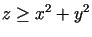 z ≥ x² + y²